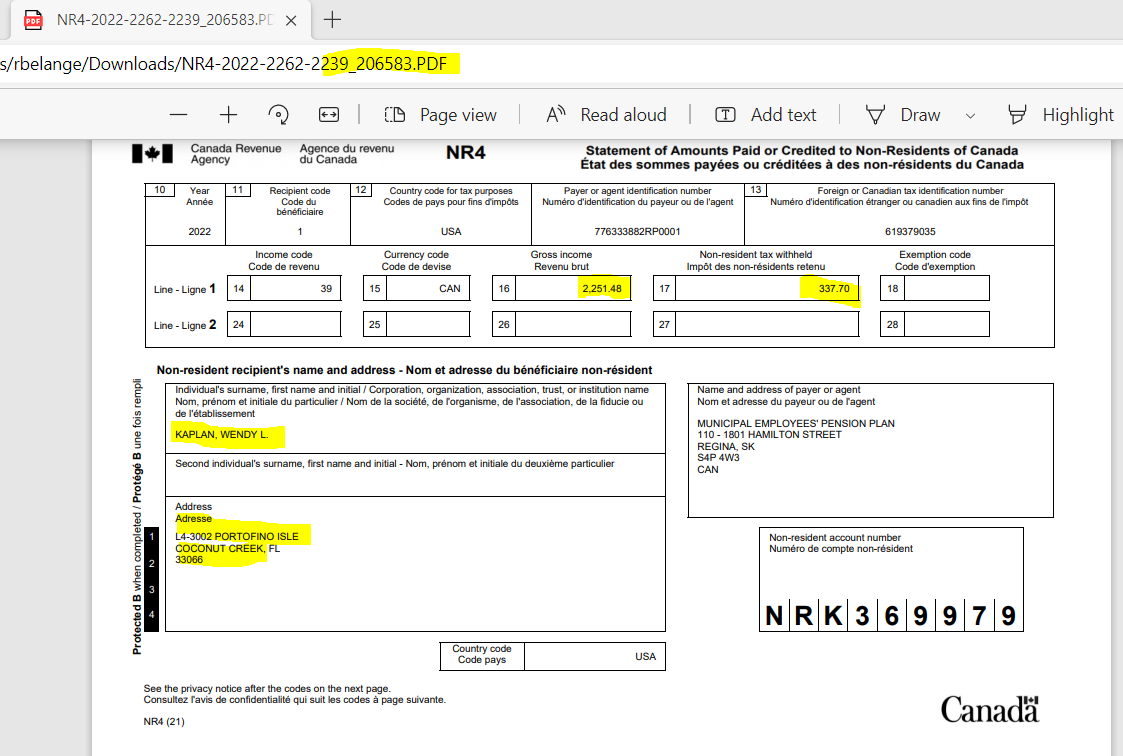 NR4-2022-2262-2239_206583.PD
s/rbelange/Downloads/NR4-2022-2262-2239_206583.PDF
Page view
Read aloud
Add text
Draw
Highlight
Canada Revenue Agency
Agence du revenu du Canada
NR4
Statement of Amounts Paid or Credited to Non-Residents of Canada
État des sommes payées ou créditées à des non-résidents du Canada
10 Year
Année
2022
11 Recipient code
Code du
bénéficiaire
1
12 Country code for tax purposes
Codes de pays pour fins d'impôts
USA
Payer or agent identification number
Numéro d'identification du payeur ou de l'agent
776333882RP0001
13 Foreign or Canadian tax identification number
Numéro d'identification étranger ou canadien aux fins de l'impôt
619379035
Income code
Code de revenu
Currency code
Code de devise
Gross income
Revenu brut
Non-resident tax withheld
Impôt des non-résidents retenu
Exemption code
Code d'exemption
Line - Ligne 1 14 39 15 CAN 16 2,251.48 17 337.70 18
Line - Ligne 2 24 25 26 27 28
Non-resident recipient's name and address - Nom et adresse du bénéficiaire non-résident
Individual's surname, first name and initial / Corporation, organization, association, trust, or institution name
Nom, prénom et initiale du particulier / Nom de la société, de l'organisme, de l'association, de la fiducie ou
de l'établissement
KAPLAN, WENDY L.
Second individual's surname, first name and initial - Nom, prénom et initiale du deuxième particulier
Address
Adresse
L4-3002 PORTOFINO ISLE
COCONUT CREEK, FL
33066
1
2
3
4
Protected B when completed / Protégé B une fois rempli
Name and address of payer or agent
Nom et adresse du payeur ou de l'agent
MUNICIPAL EMPLOYEES' PENSION PLAN
110 - 1801 HAMILTON STREET
REGINA, SK
S4P 4W3
CAN
Non-resident account number
Numéro de compte non-résident
NRK369979
Country code
Code pays
USA
See the privacy notice after the codes on the next page.
Consultez l'avis de confidentialité qui suit les codes à page suivante.
NR4 (21)
Canada